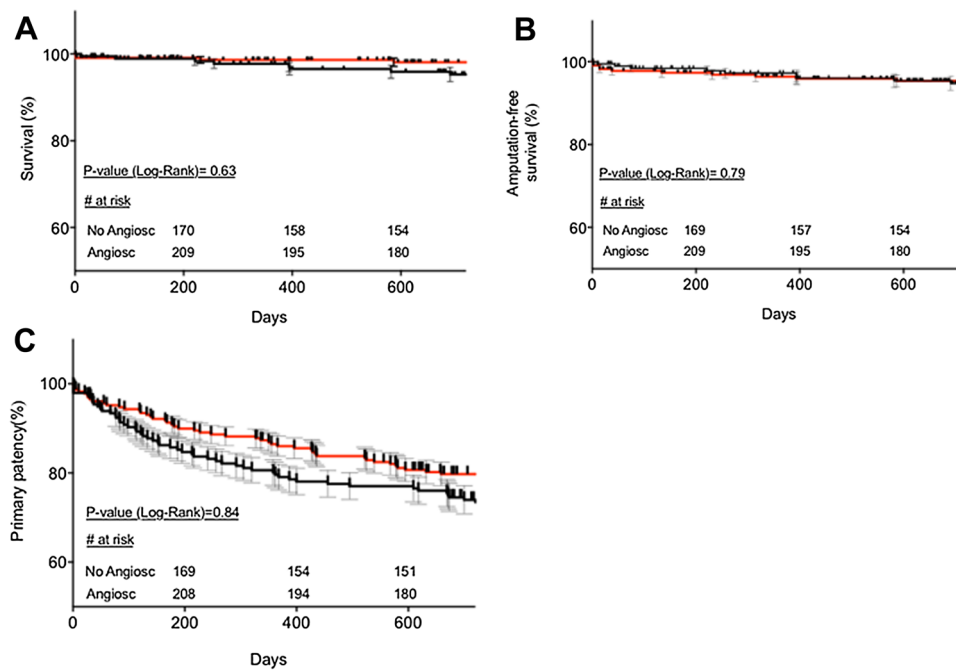 A
100
80
60
Survival (%)
P-value (Log-Rank)= 0.63
# at risk
No Angiosc 170 158 154
Angiosc 209 195 180
0 200 400 600
Days
B
100
80
60
Amputation-free
survival (%)
P-value (Log-Rank)= 0.79
# at risk
No Angiosc 169 157 154
Angiosc 209 195 180
0 200 400 600
Days
C
100
80
60
Primary patency(%)
P-value (Log-Rank)=0.84
# at risk
No Angiosc 169 154 151
Angiosc 208 194 180
0 200 400 600
Days